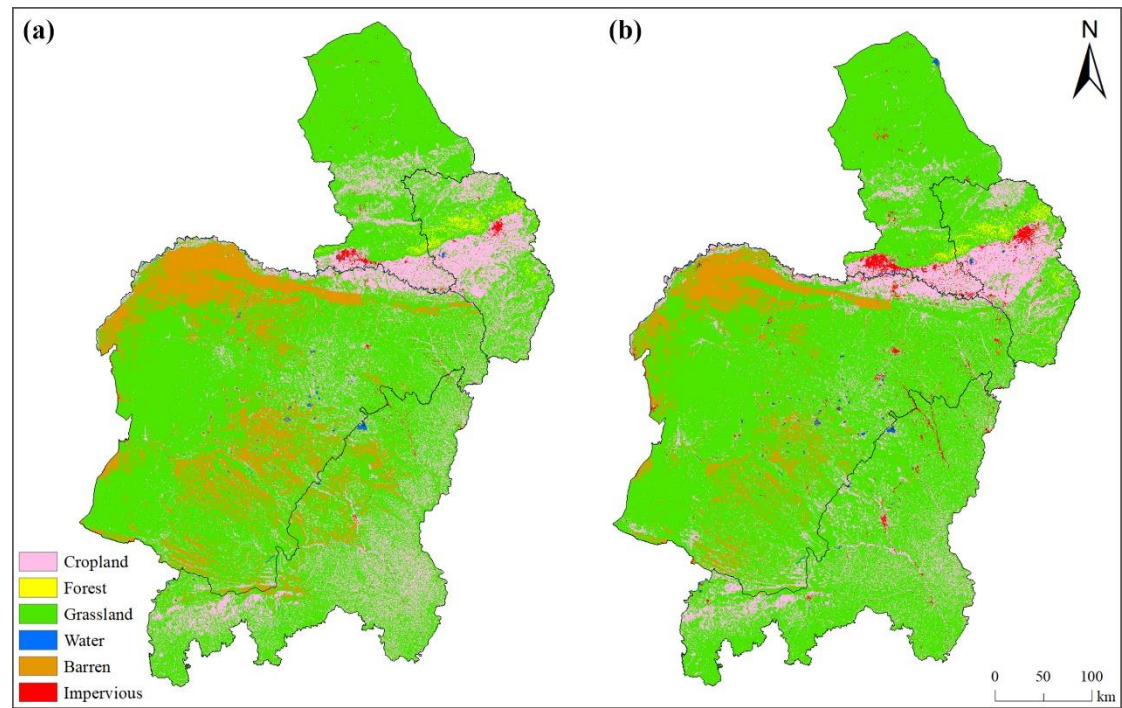 (a)
(b)
N
Cropland
Forest
Grassland
Water
Barren
Impervious
0 50 100
km